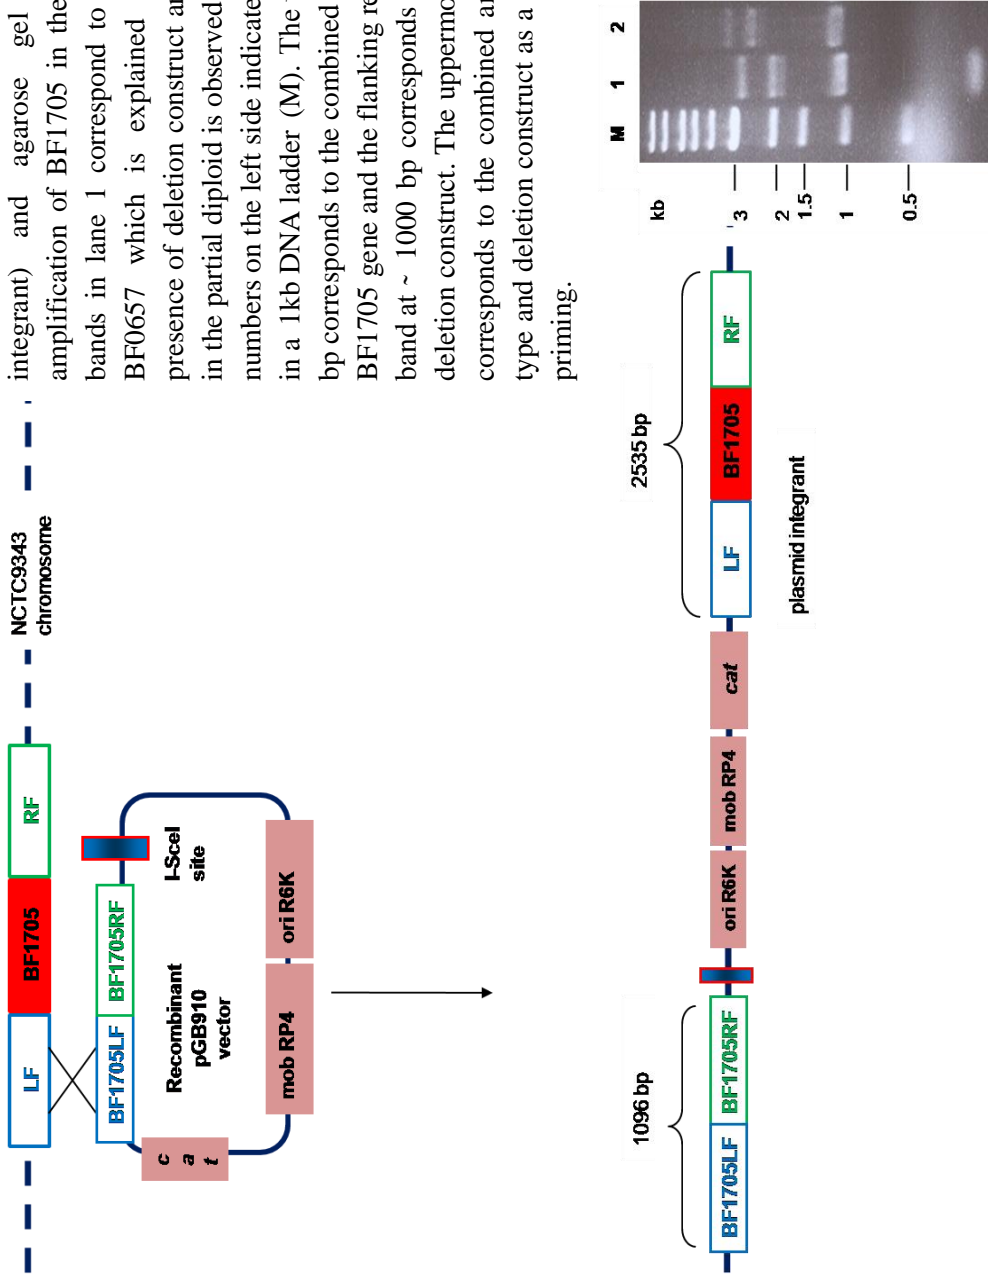 integrant) and agarose gel
amplification of BF1705 in the
bands in lane 1 correspond to
BF0657 which is explained
presence of deletion construct
in the partial diploid is observed
numbers on the left side indicate
in a 1kb DNA ladder (M). The
bp corresponds to the combined
BF1705 gene and the flanking
band at ~ 1000 bp corresponds
deletion construct. The
corresponds to the combined
type and deletion construct as a
priming.
NCTC9343
chromosome
LF BF1705 RF
BF1705LF BF1705RF
I-SceI
site
Recombinant
pGB910
vector
cat
mob RP4 ori R6K
1096 bp
2535 bp
BF1705LF BF1705RF ori R6K mob RP4 cat LF BF1705 RF
plasmid integrant
M 1 2
kb
3
2
1.5
1
0.5